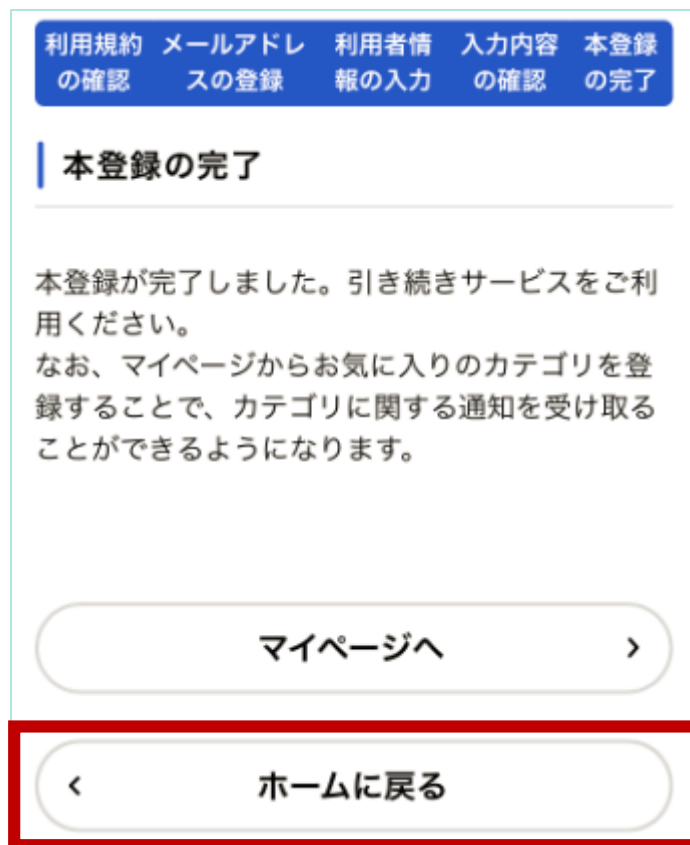 利用規約 メールアドレ 利用者情 入力内容 本登録
の確認 スの登録 報の入力 の確認 の完了
本登録の完了
本登録が完了しました。引き続きサービスをご利
用ください。
なお、マイページからお気に入りのカテゴリを登
録することで、カテゴリに関する通知を受け取る
ことができるようになります。
マイページへ
ホームに戻る